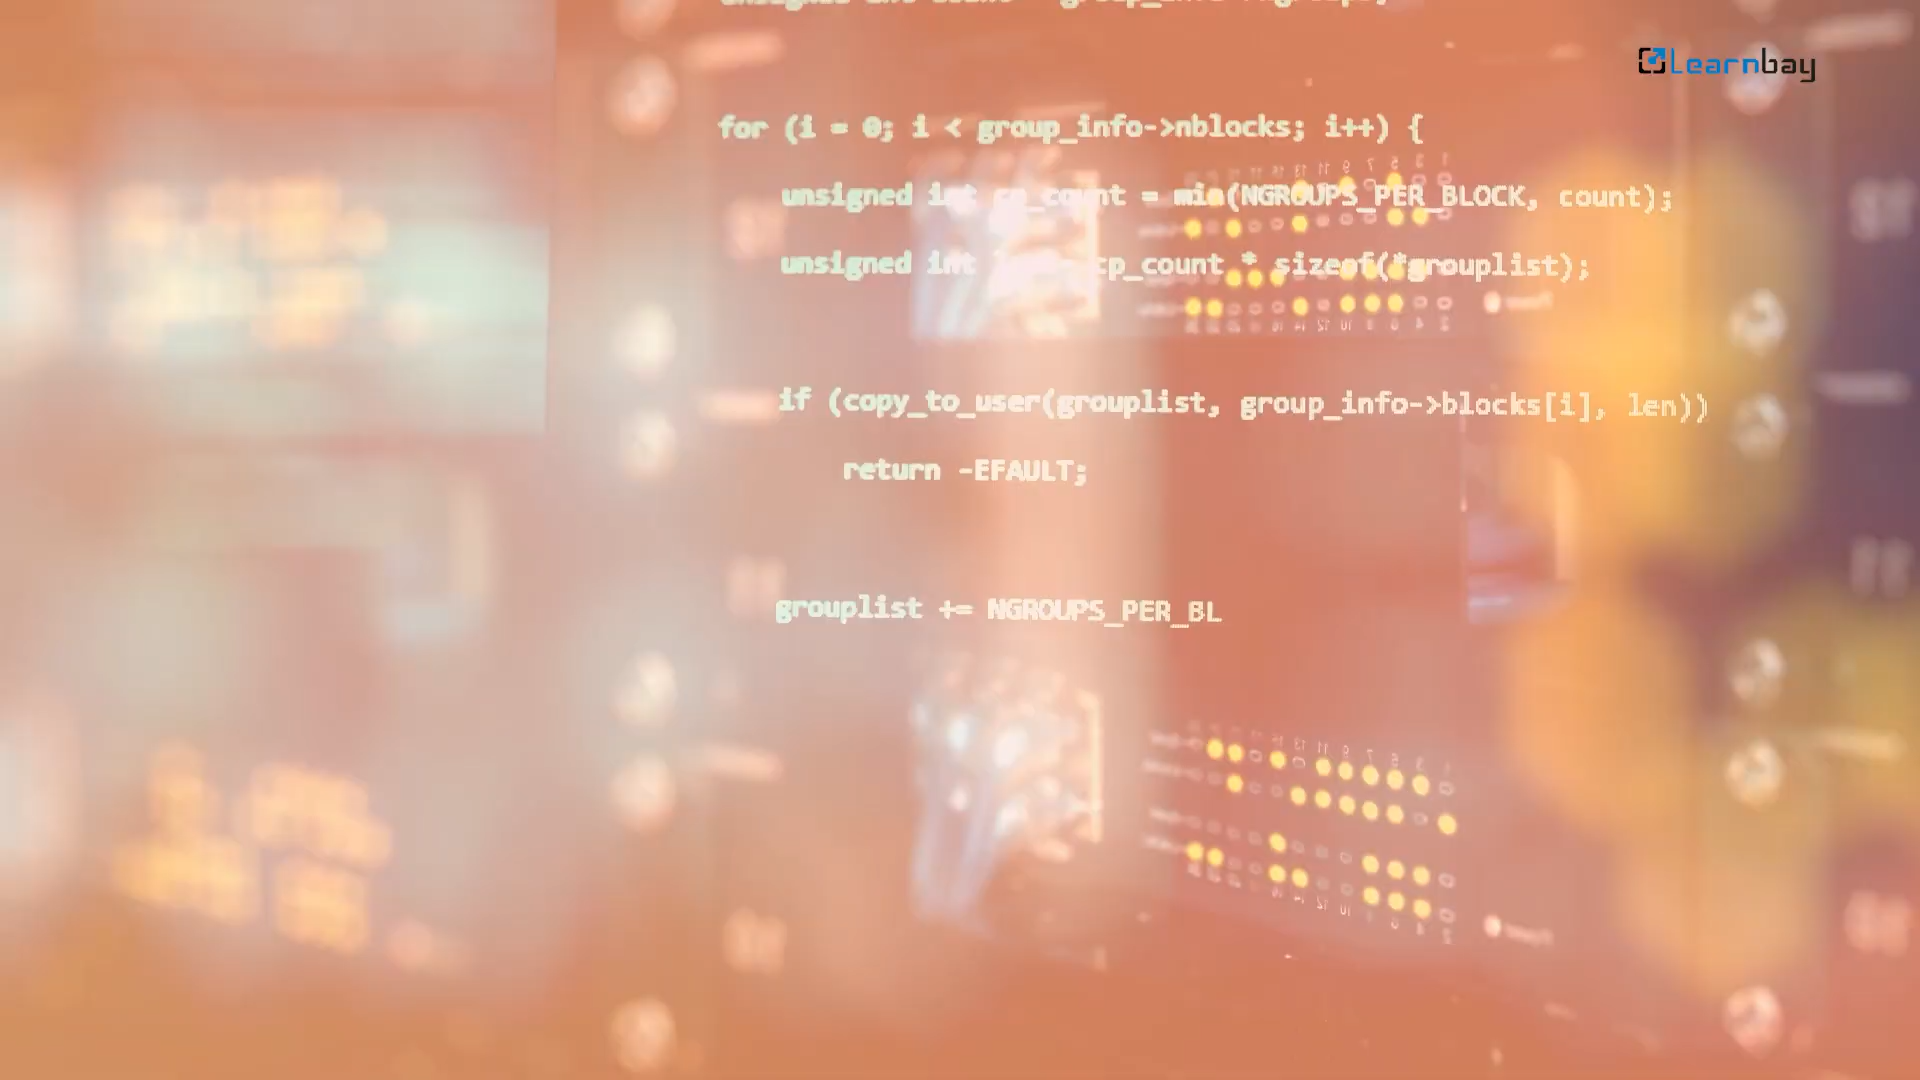 Learnbay
for (i = 0; i < group_info->nblocks; i++) {
unsigned int cp_count = min(NGROUPS_PER_BLOCK, count);
unsigned int cp_count * sizeof(*grouplist);
if (copy_to_user(grouplist, group_info->blocks[i], len))
return -EFAULT;
grouplist += NGROUPS_PER_BL